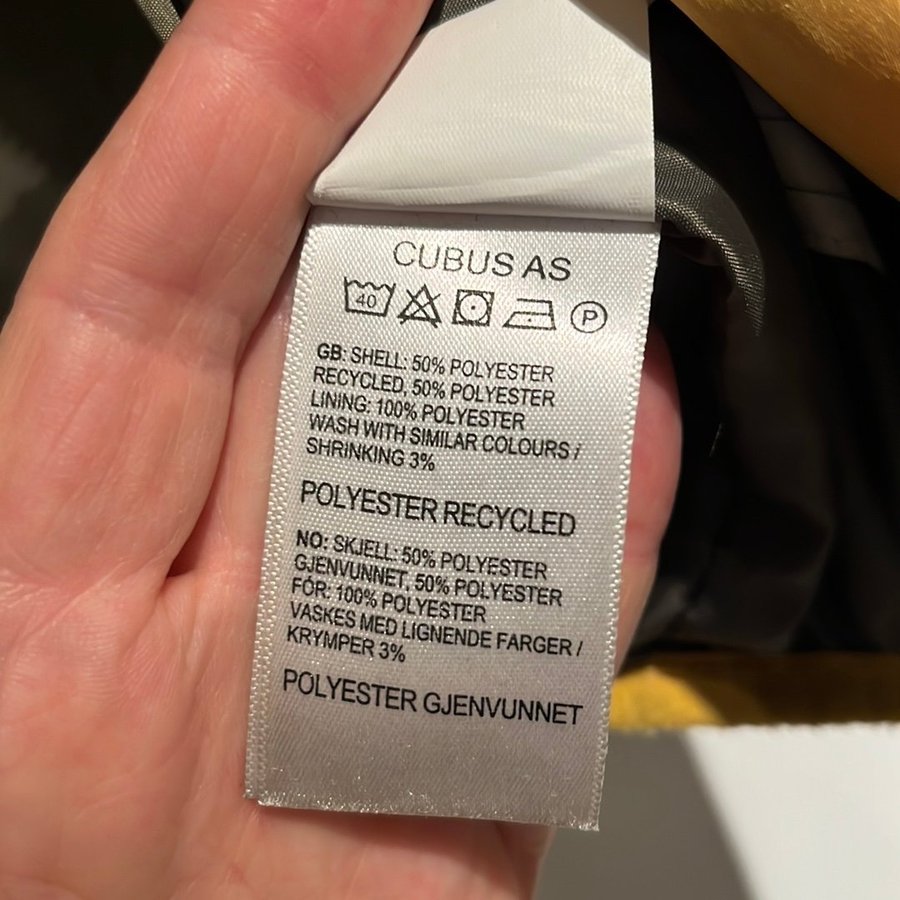 CUBUS AS
40 P
GB: SHELL: 50% POLYESTER
RECYCLED, 50% POLYESTER
LINING: 100% POLYESTER
WASH WITH SIMILAR COLOURS /
SHRINKING 3%
POLYESTER RECYCLED
NO: SKJELL: 50% POLYESTER
GJENVUNNET, 50% POLYESTER
FÓR: 100% POLYESTER
VASKES MED LIGNENDE FARGER /
KRYMPER 3%
POLYESTER GJENVUNNET